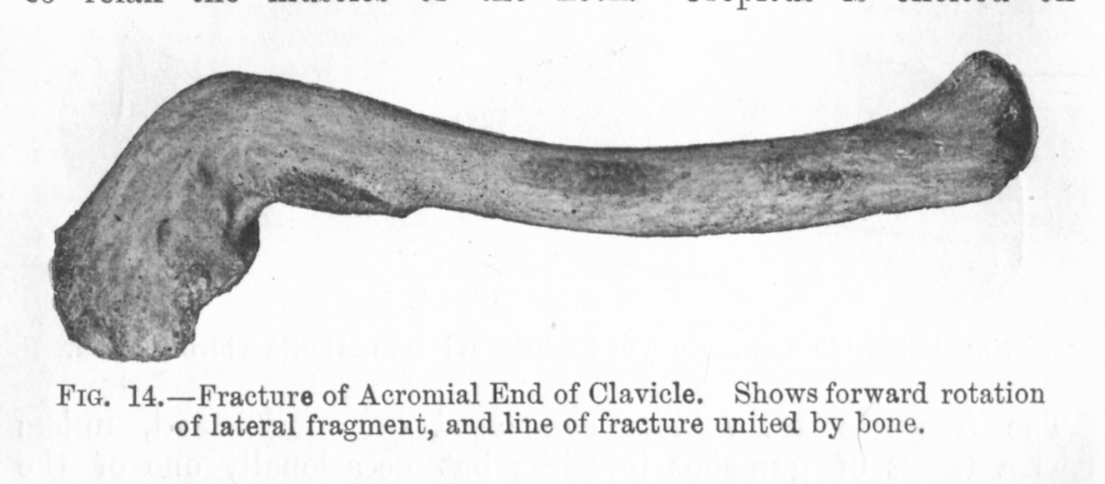 FIG. 14.—Fracture of Acromial End of Clavicle. Shows forward rotation
of lateral fragment, and line of fracture united by bone.